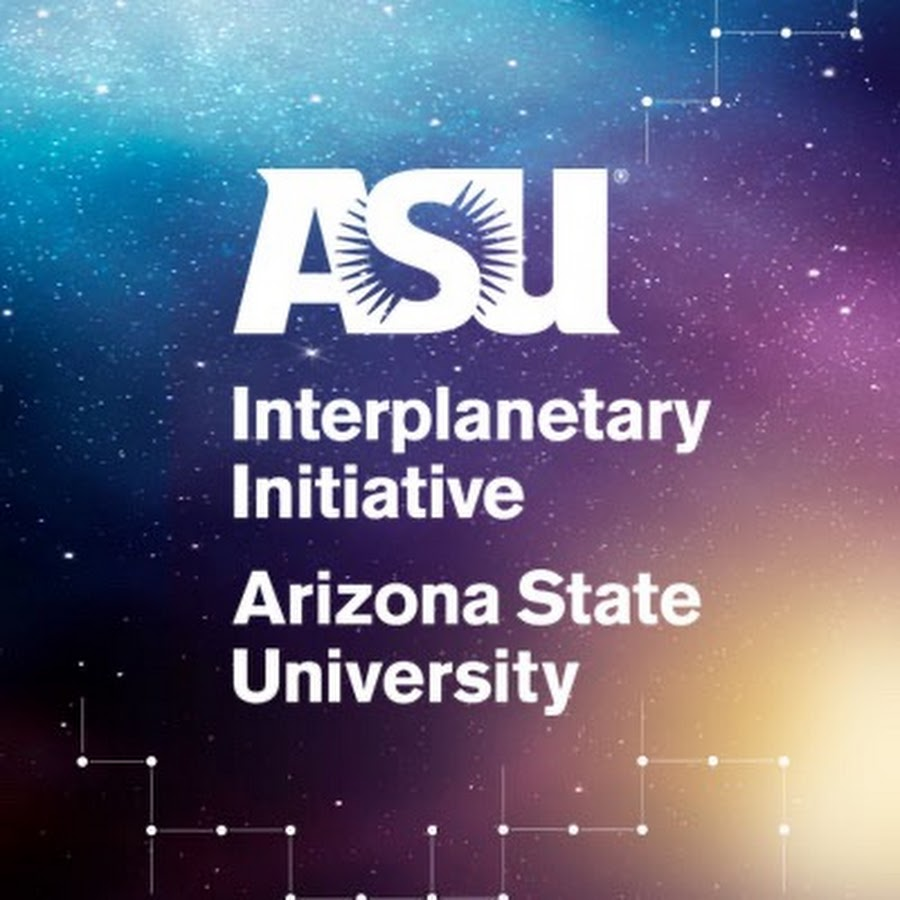 ASU®
Interplanetary
Initiative
Arizona State
University